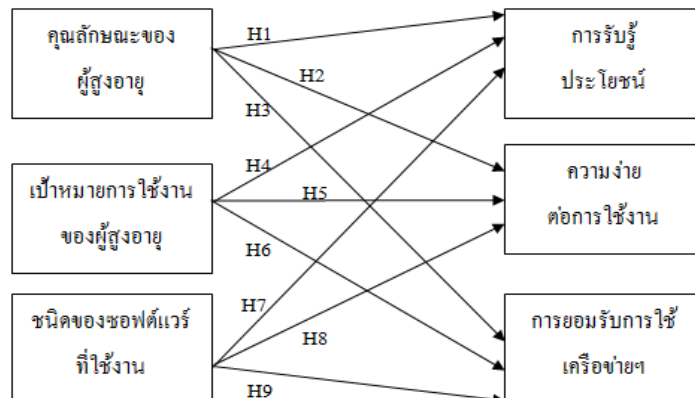 คุณลักษณะของ
ผู้สูงอายุ
H1
H2
H3
การรับรู้
ประโยชน์
เป้าหมายการใช้งาน
ของผู้สูงอายุ
H4
H5
H6
ความง่าย
ต่อการใช้งาน
ชนิดของซอฟต์แวร์
ที่ใช้งาน
H7
H8
H9
การยอมรับการใช้
เครือข่ายฯ